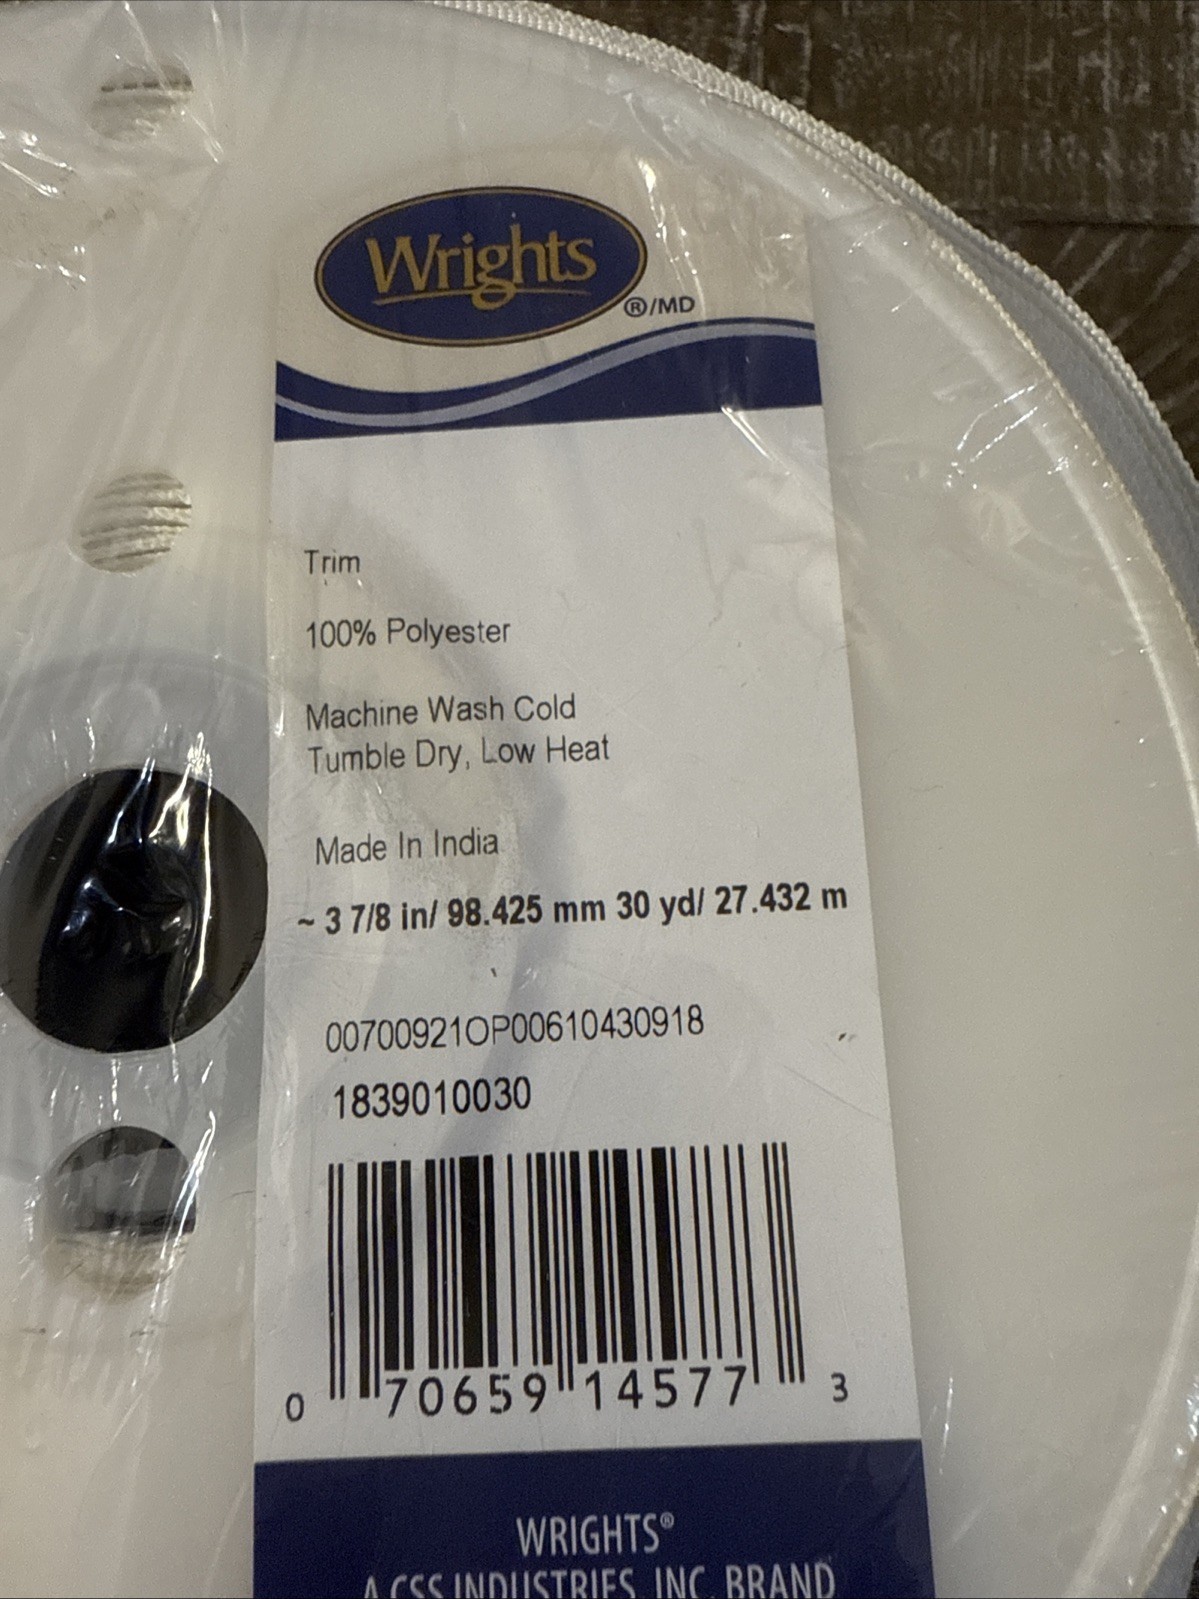 Wrights
®/MD
Trim
100% Polyester
Machine Wash Cold
Tumble Dry, Low Heat
Made In India
~ 3 7/8 in/ 98.425 mm 30 yd/ 27.432 m
00700921OP00610430918
1839010030
0 70659 14577 3
WRIGHTS®
A CSS INDUSTRIES, INC. BRAND